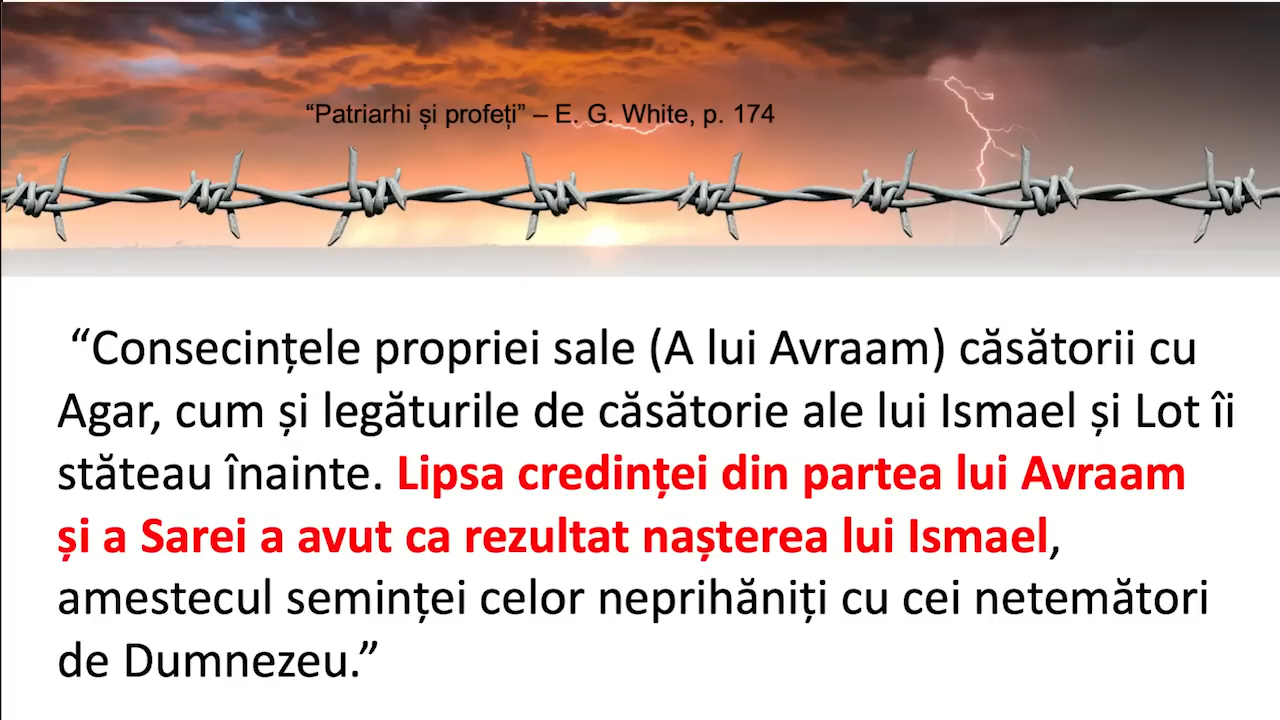 “Patriarhi și profeți” – E. G. White, p. 174
“Consecințele propriei sale (A lui Avraam) căsătorii cu
Agar, cum și legăturile de căsătorie ale lui Ismael și Lot îi
stăteau înainte. Lipsa credinței din partea lui Avraam
și a Sarei a avut ca rezultat nașterea lui Ismael,
amestecul seminței celor neprihăniți cu cei netemători
de Dumnezeu.”